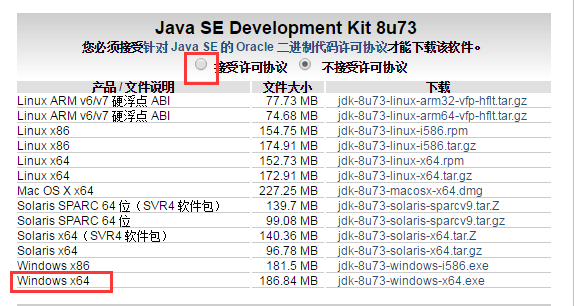 Java SE Development Kit 8u73
您必须接受针对 Java SE 的 Oracle 二进制代码许可协议才能下载该软件。
接受许可协议 不接受许可协议
产品 / 文件说明 文件大小 下载
Linux ARM v6/v7 硬浮点 ABI 77.73 MB jdk-8u73-linux-arm32-vfp-hflt.tar.gz
Linux ARM v6/v7 硬浮点 ABI 74.68 MB jdk-8u73-linux-arm64-vfp-hflt.tar.gz
Linux x86 154.75 MB jdk-8u73-linux-i586.rpm
Linux x86 174.91 MB jdk-8u73-linux-i586.tar.gz
Linux x64 152.73 MB jdk-8u73-linux-x64.rpm
Linux x64 172.91 MB jdk-8u73-linux-x64.tar.gz
Mac OS X x64 227.25 MB jdk-8u73-macosx-x64.dmg
Solaris SPARC 64 位（SVR4 软件包） 139.7 MB jdk-8u73-solaris-sparcv9.tar.Z
Solaris SPARC 64 位 99.08 MB jdk-8u73-solaris-sparcv9.tar.gz
Solaris x64（SVR4 软件包） 140.36 MB jdk-8u73-solaris-x64.tar.Z
Solaris x64 96.78 MB jdk-8u73-solaris-x64.tar.gz
Windows x86 181.5 MB jdk-8u73-windows-i586.exe
Windows x64 186.84 MB jdk-8u73-windows-x64.exe